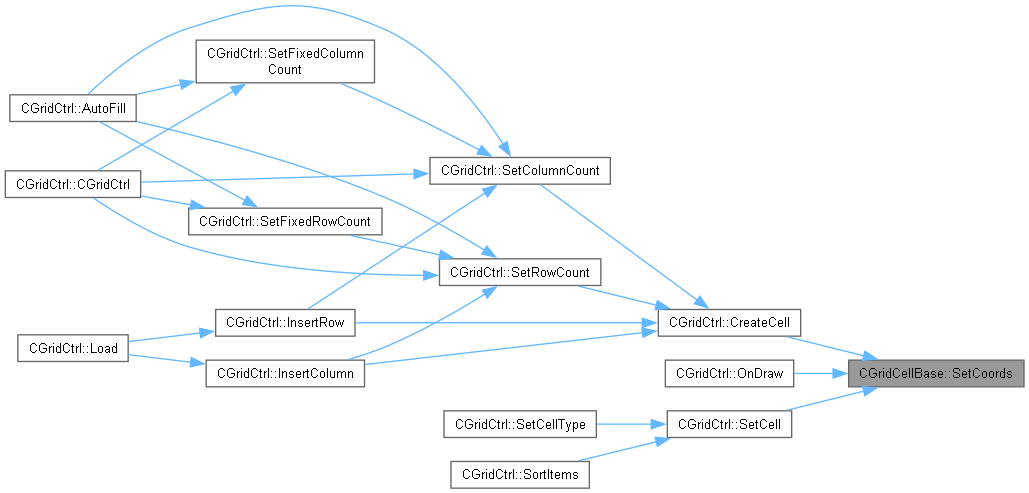 CGridCtrl::SetFixedColumn
Count
CGridCtrl::AutoFill
CGridCtrl::SetColumnCount
CGridCtrl::CGridCtrl
CGridCtrl::SetFixedRowCount
CGridCtrl::SetRowCount
CGridCtrl::InsertRow
CGridCtrl::CreateCell
CGridCtrl::Load
CGridCtrl::InsertColumn
CGridCtrl::OnDraw
CGridCellBase::SetCoords
CGridCtrl::SetCellType
CGridCtrl::SetCell
CGridCtrl::SortItems